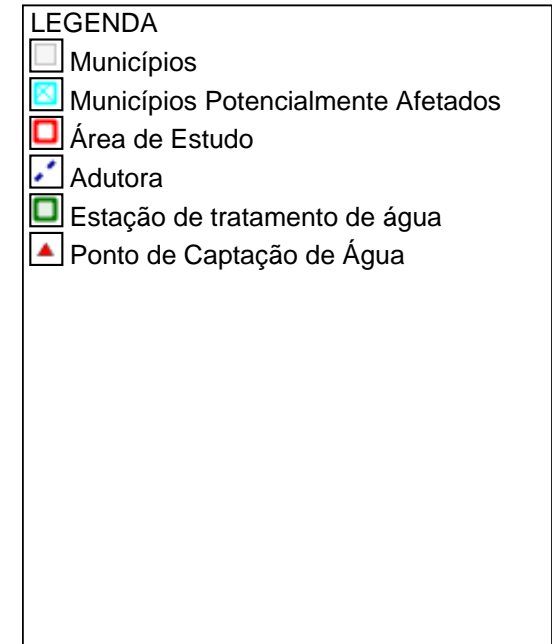 LEGENDA
Municípios
Municípios Potencialmente Afetados
Área de Estudo
Adutora
Estação de tratamento de água
Ponto de Captação de Água